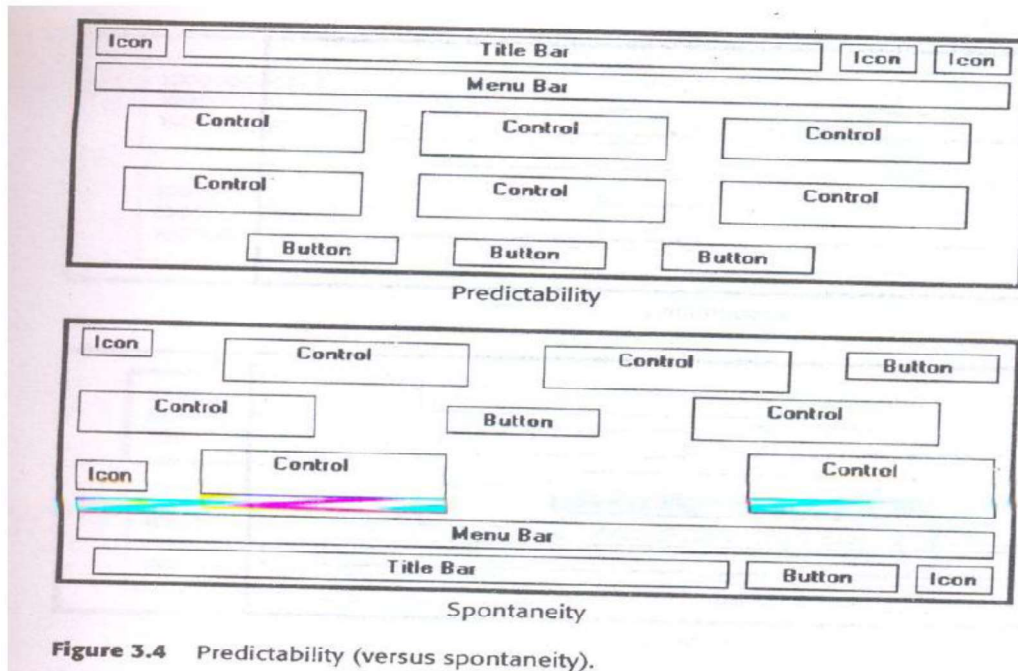 Icon Title Bar Icon Icon
Menu Bar
Control Control Control
Control Control Control
Button Button Button
Predictability
Icon Control Control Button
Control Button Control
Icon Control Control
Menu Bar
Title Bar Button Icon
Spontaneity
Figure 3.4 Predictability (versus spontaneity).